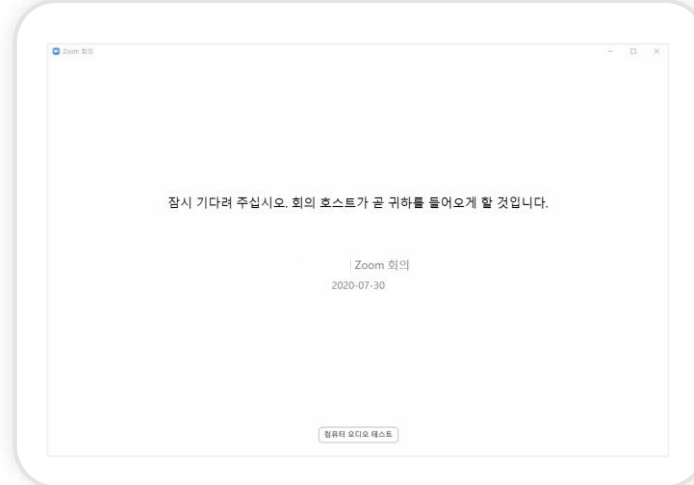 Zoom 회의
잠시 기다려 주십시오. 회의 호스트가 곧 귀하를 들어오게 할 것입니다.
Zoom 회의
2020-07-30
컴퓨터 오디오 테스트